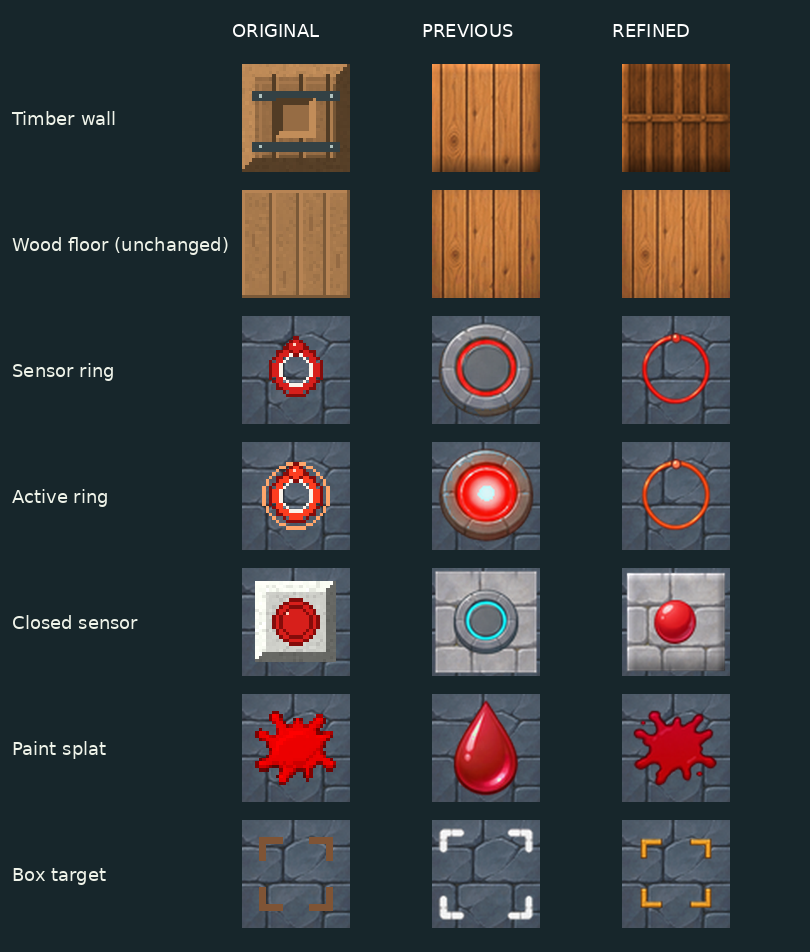 ORIGINAL PREVIOUS REFINED
Timber wall
Wood floor (unchanged)
Sensor ring
Active ring
Closed sensor
Paint splat
Box target